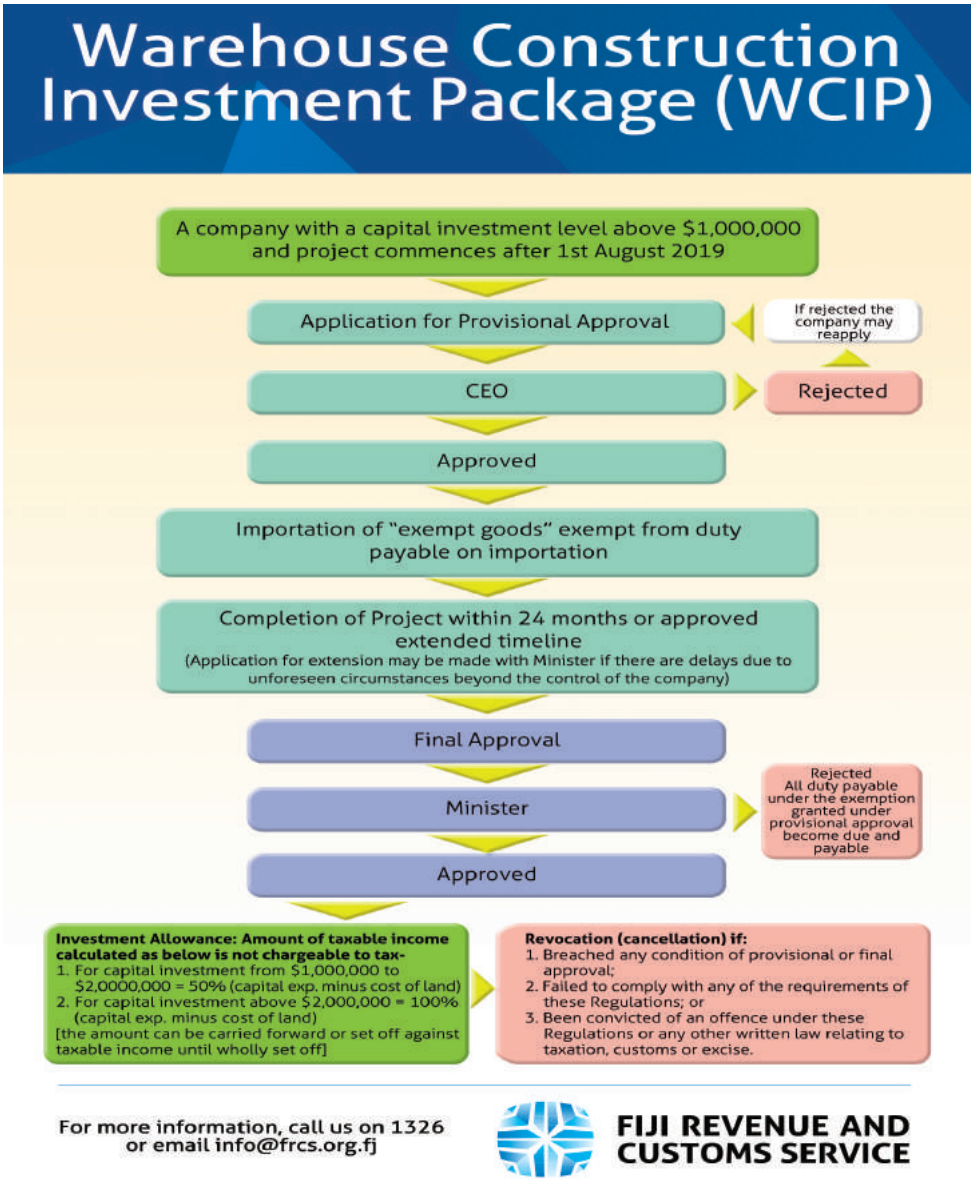 Warehouse Construction
Investment Package (WCIP)
A company with a capital investment level above $1,000,000
and project commences after 1st August 2019
Application for Provisional Approval
If rejected the
company may
reapply
CEO
Rejected
Approved
Importation of “exempt goods” exempt from duty
payable on importation
Completion of Project within 24 months or approved
extended timeline
(Application for extension may be made with Minister if there are delays due to
unforeseen circumstances beyond the control of the company)
Final Approval
Minister
Rejected
All duty payable
under the exemption
granted under
provisional approval
become due and
payable
Approved
Investment Allowance: Amount of taxable income
calculated as below is not chargeable to tax-
1. For capital investment from $1,000,000 to
$2,0000,000 = 50% (capital exp. minus cost of land)
2. For capital investment above $2,000,000 = 100%
(capital exp. minus cost of land)
[the amount can be carried forward or set off against
taxable income until wholly set off]
Revocation (cancellation) if:
1. Breached any condition of provisional or final
approval;
2. Failed to comply with any of the requirements of
these Regulations; or
3. Been convicted of an offence under these
Regulations or any other written law relating to
taxation, customs or excise.
For more information, call us on 1326
or email info@frcs.org.fj
FIJI REVENUE AND
CUSTOMS SERVICE